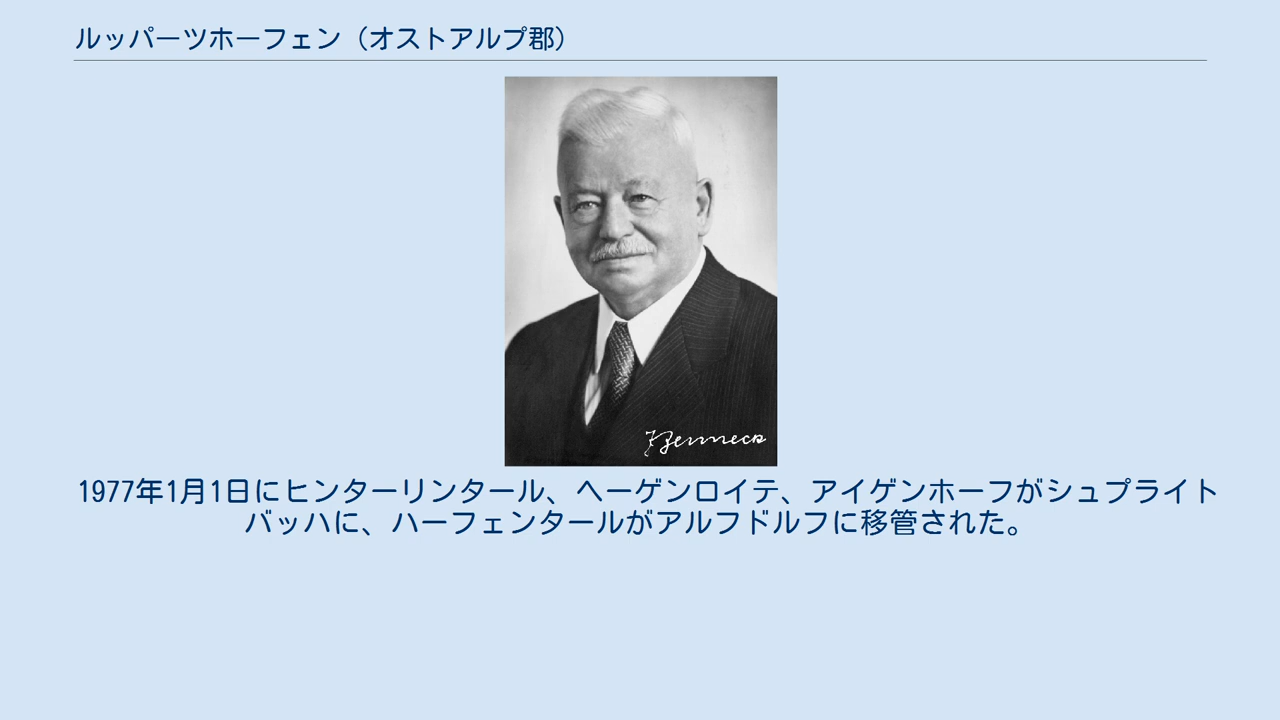 ルッパーツホーフェン（オストアルプ郡）
1977年1月1日にヒンターリンタール、ヘーゲンロイテ、アイゲンホーフがシュプライト
バッハに、ハーフェンタールがアルフドルフに移管された。